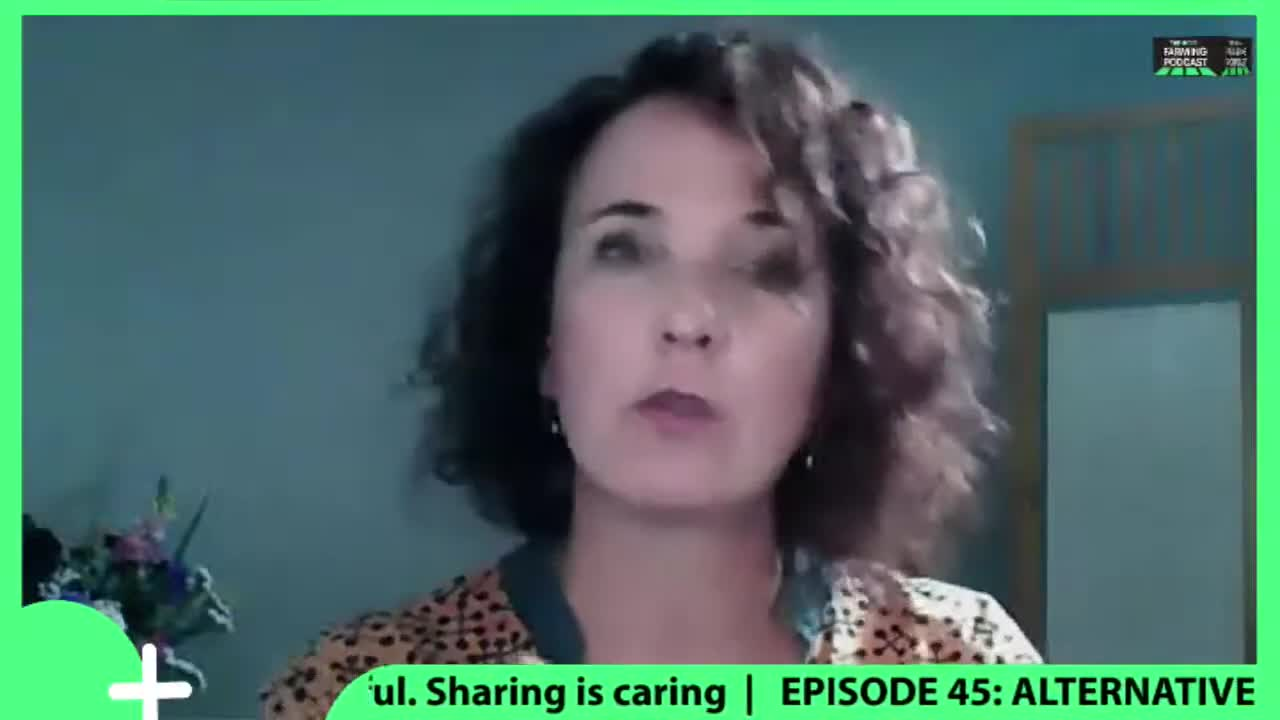 FARMING
PODCAST
ul. Sharing is caring | EPISODE 45: ALTERNATIVE